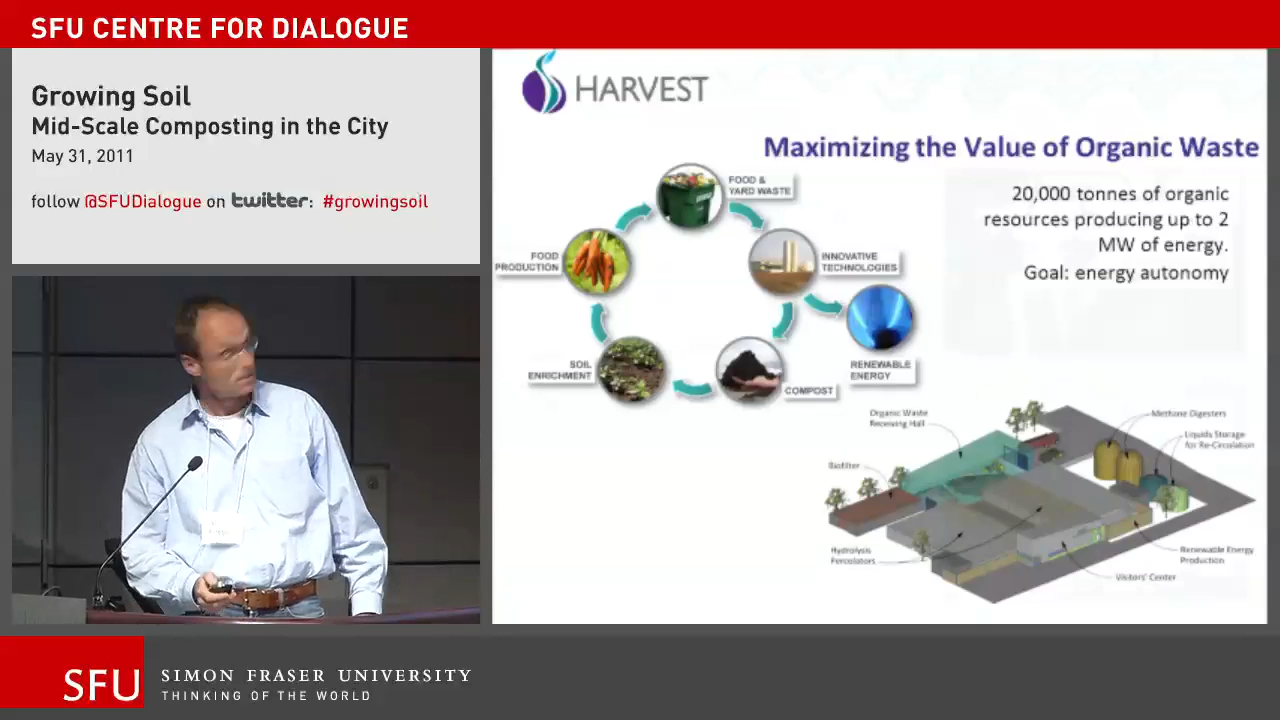 SFU CENTRE FOR DIALOGUE
Growing Soil
Mid-Scale Composting in the City
May 31, 2011
follow @SFUDialogue on twitter: #growingsoil
HARVEST
Maximizing the Value of Organic Waste
20,000 tonnes of organic
resources producing up to 2
MW of energy.
Goal: energy autonomy
FOOD &
YARD WASTE
INNOVATIVE
TECHNOLOGIES
RENEWABLE
ENERGY
COMPOST
SOIL
ENRICHMENT
FOOD
PRODUCTION
Organic Waste
Receiving Hall
Methane Digesters
Liquids Storage
for Re-Circulation
Biofilter
Hydrolysis
Percolators
Renewable Energy
Production
Visitors' Center
SFU
SIMON FRASER UNIVERSITY
THINKING OF THE WORLD